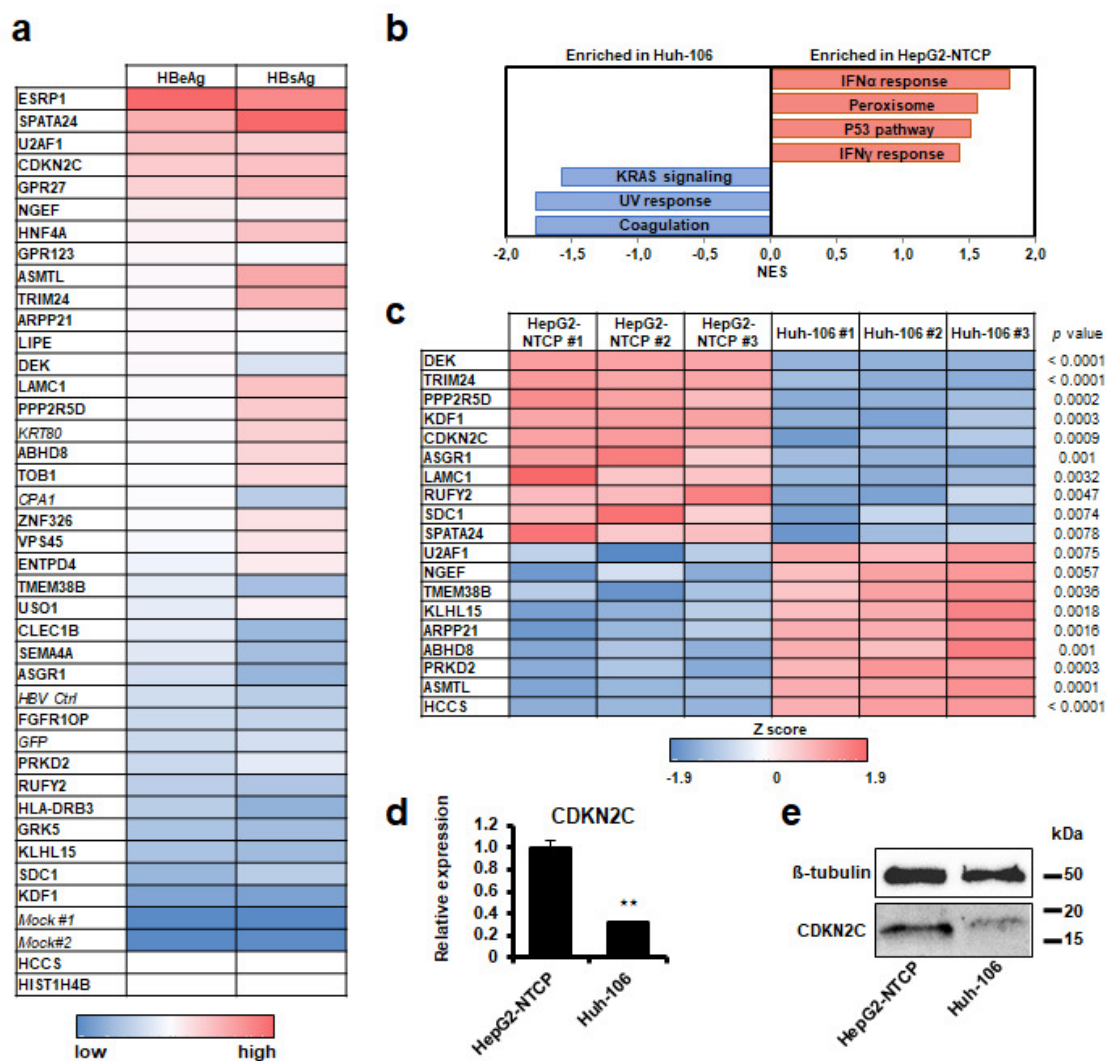 a
HBeAg HBsAg
ESRP1
SPATA24
U2AF1
CDKN2C
GPR27
NGEF
HNF4A
GPR123
ASMTL
TRIM24
ARPP21
LIPE
DEK
LAMC1
PPP2R5D
KRT80
ABHD8
TOB1
CPA1
ZNF326
VPS45
ENTPD4
TMEM38B
USO1
CLEC1B
SEMA4A
ASGR1
HBV Ctrl
FGFR1OP
GFP
PRKD2
RUFY2
HLA-DRB3
GRK5
KLHL15
SDC1
KDF1
Mock #1
Mock#2
HCCS
HIST1H4B
low high
b
Enriched in Huh-106 Enriched in HepG2-NTCP
IFNα response
Peroxisome
P53 pathway
IFNγ response
KRAS signaling
UV response
Coagulation
-2,0 -1,5 -1,0 -0,5 0,0 0,5 1,0 1,5 2,0
NES
c
HepG2-NTCP #1 HepG2-NTCP #2 HepG2-NTCP #3 Huh-106 #1 Huh-106 #2 Huh-106 #3 p value
DEK < 0.0001
TRIM24 < 0.0001
PPP2R5D 0.0002
KDF1 0.0003
CDKN2C 0.0009
ASGR1 0.001
LAMC1 0.0032
RUFY2 0.0047
SDC1 0.0074
SPATA24 0.0078
U2AF1 0.0075
NGEF 0.0057
TMEM38B 0.0036
KLHL15 0.0018
ARPP21 0.0016
ABHD8 0.001
PRKD2 0.0003
ASMTL 0.0001
HCCS < 0.0001
Z score
-1.9 0 1.9
d
CDKN2C
Relative expression
1.2
1.0
0.8
0.6
0.4
0.2
0
**
HepG2-NTCP
Huh-106
e
kDa
ß-tubulin 50
20
CDKN2C
15
HepG2-NTCP
Huh-106